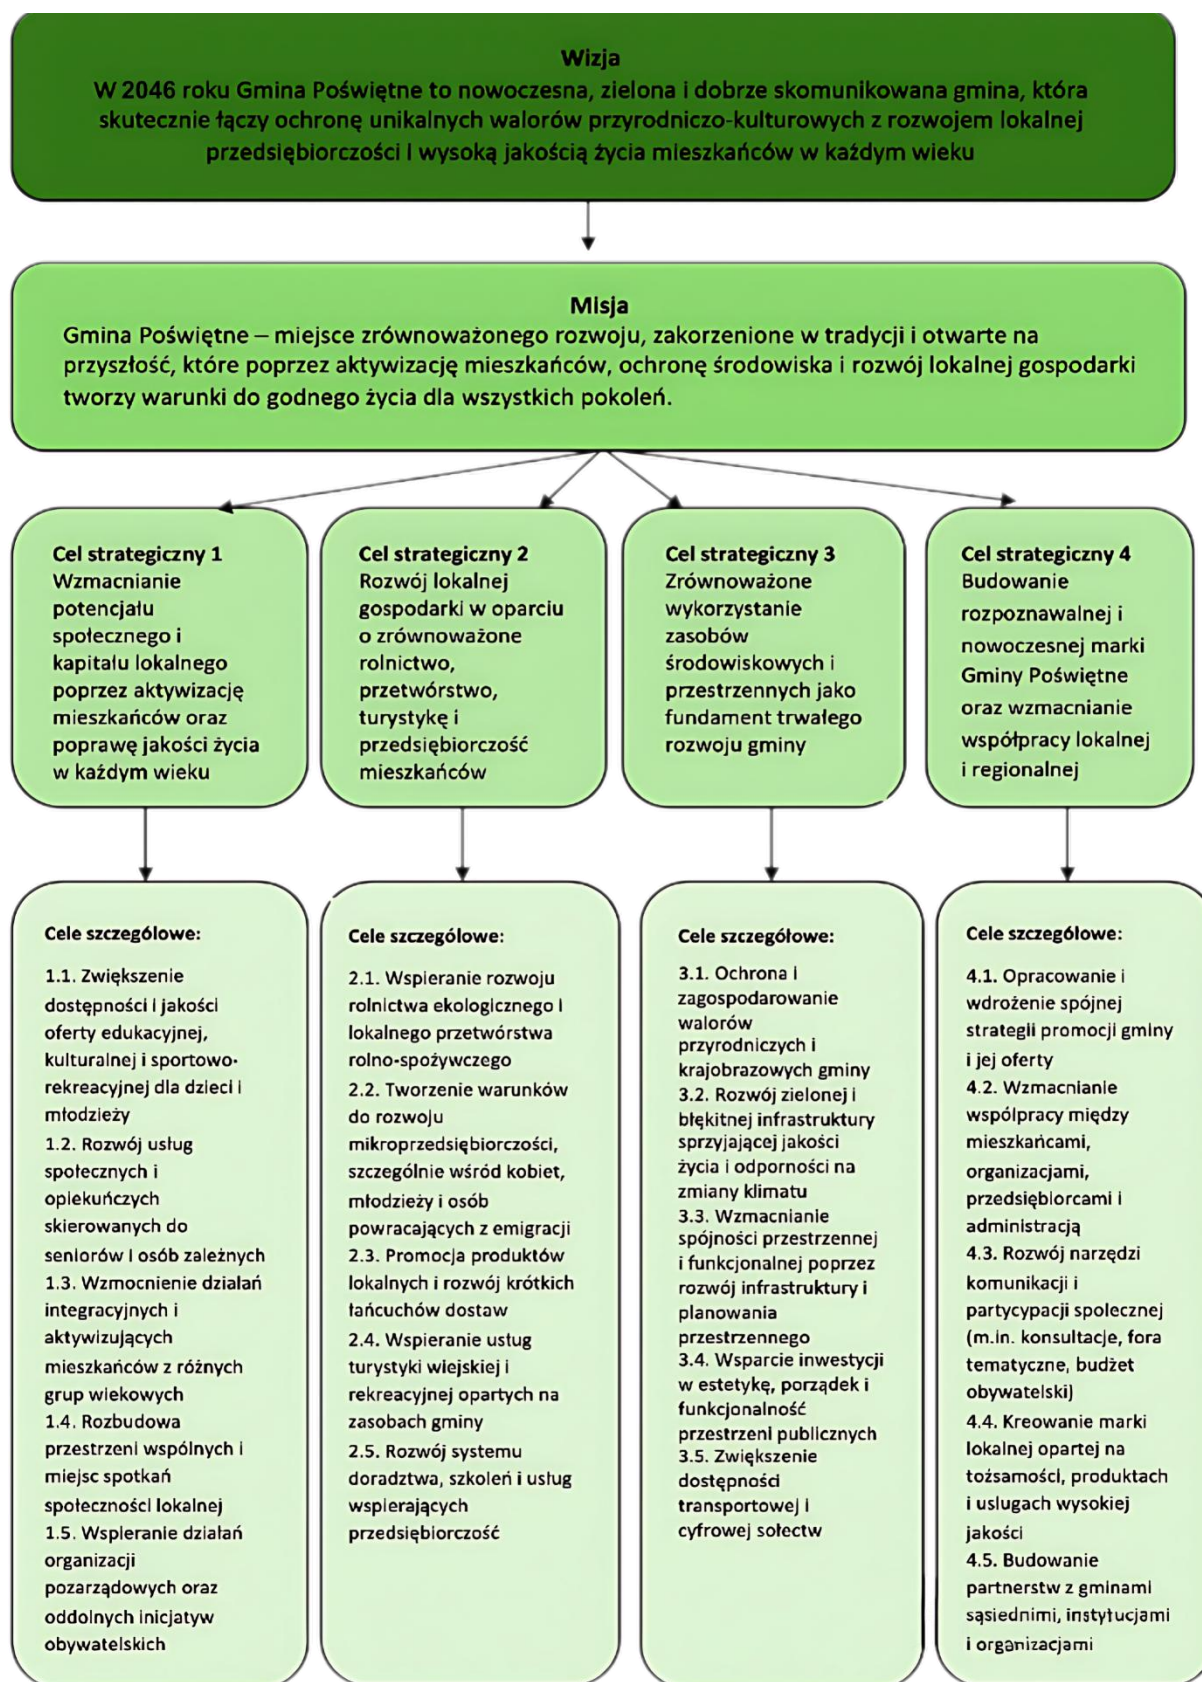 Wizja
W 2046 roku Gmina Poświętne to nowoczesna, zielona i dobrze skomunikowana gmina, która
skutecznie łączy ochronę unikalnych walorów przyrodniczo-kulturowych z rozwojem lokalnej
przedsiębiorczości i wysoką jakością życia mieszkańców w każdym wieku
Misja
Gmina Poświętne – miejsce zrównoważonego rozwoju, zakorzenione w tradycji i otwarte na
przyszłość, które poprzez aktywizację mieszkańców, ochronę środowiska i rozwój lokalnej gospodarki
tworzy warunki do godnego życia dla wszystkich pokoleń.
Cel strategiczny 1
Wzmacnianie
potencjału
społecznego i
kapitału lokalnego
poprzez aktywizację
mieszkańców oraz
poprawę jakości życia
w każdym wieku
Cel strategiczny 2
Rozwój lokalnej
gospodarki w oparciu
o zrównoważone
rolnictwo,
przetwórstwo,
turystykę i
przedsiębiorczość
mieszkańców
Cel strategiczny 3
Zrównoważone
wykorzystanie
zasobów
środowiskowych i
przestrzennych jako
fundament trwałego
rozwoju gminy
Cel strategiczny 4
Budowanie
rozpoznawalnej i
nowoczesnej marki
Gminy Poświętne
oraz wzmacnianie
współpracy lokalnej
i regionalnej
Cele szczegółowe:
1.1. Zwiększenie
dostępności i jakości
oferty edukacyjnej,
kulturalnej i sportowo-
rekreacyjnej dla dzieci i
młodzieży
1.2. Rozwój usług
społecznych i
opiekuńczych
skierowanych do
seniorów i osób zależnych
1.3. Wzmocnienie działań
integracyjnych i
aktywizujących
mieszkańców z różnych
grup wiekowych
1.4. Rozbudowa
przestrzeni wspólnych i
miejsc spotkań
społeczności lokalnej
1.5. Wspieranie działań
organizacji
pozarządowych oraz
oddolnych inicjatyw
obywatelskich
Cele szczegółowe:
2.1. Wspieranie rozwoju
rolnictwa ekologicznego i
lokalnego przetwórstwa
rolno-spożywczego
2.2. Tworzenie warunków
do rozwoju
mikroprzedsiębiorczości,
szczególnie wśród kobiet,
młodzieży i osób
powracających z emigracji
2.3. Promocja produktów
lokalnych i rozwój krótkich
łańcuchów dostaw
2.4. Wspieranie usług
turystyki wiejskiej i
rekreacyjnej opartych na
zasobach gminy
2.5. Rozwój systemu
doradztwa, szkoleń i usług
wspierających
przedsiębiorczość
Cele szczegółowe:
3.1. Ochrona i
zagospodarowanie
walorów
przyrodniczych i
krajobrazowych gminy
3.2. Rozwój zielonej i
błękitnej infrastruktury
sprzyjającej jakości
życia i odporności na
zmiany klimatu
3.3. Wzmacnianie
spójności przestrzennej
i funkcjonalnej poprzez
rozwój infrastruktury i
planowania
przestrzennego
3.4. Wsparcie inwestycji
w estetykę, porządek i
funkcjonalność
przestrzeni publicznych
3.5. Zwiększenie
dostępności
transportowej i
cyfrowej sołectw
Cele szczegółowe:
4.1. Opracowanie i
wdrożenie spójnej
strategii promocji gminy
i jej oferty
4.2. Wzmacnianie
współpracy między
mieszkańcami,
organizacjami,
przedsiębiorcami i
administracją
4.3. Rozwój narzędzi
komunikacji i
partycypacji społecznej
(m.in. konsultacje, fora
tematyczne, budżet
obywatelski)
4.4. Kreowanie marki
lokalnej opartej na
tożsamości, produktach
i usługach wysokiej
jakości
4.5. Budowanie
partnerstw z gminami
sąsiednimi, instytucjami
i organizacjami